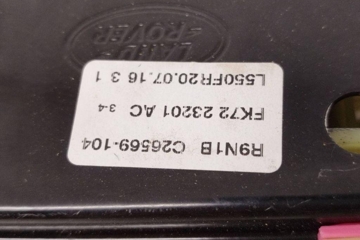 R9N1B C26569-104
FK72 23201 AC 3-4
L550FR20.07.16 3 1
LAND-
ROVER